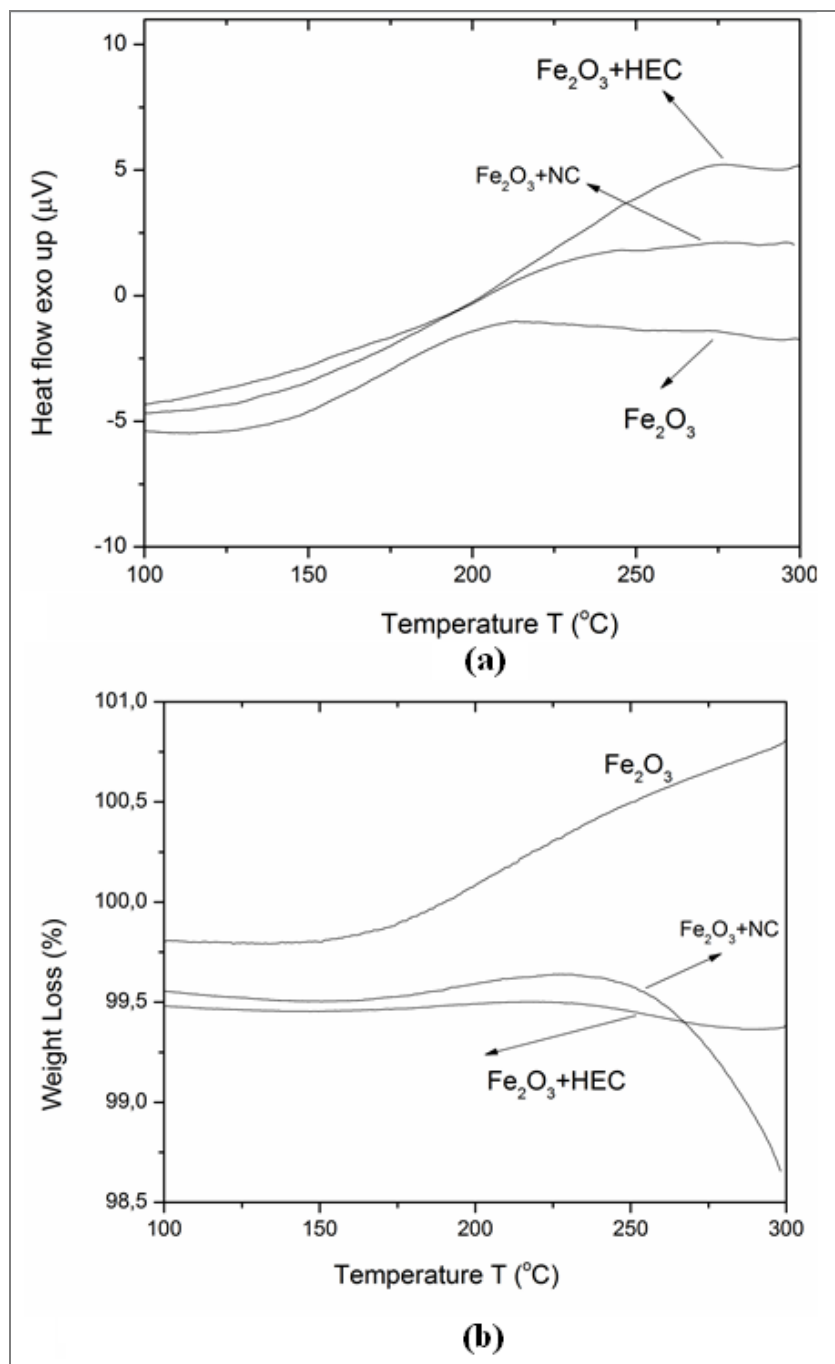 10
5
0
-5
-10
Heat flow exo up (μV)
Fe₂O₃+HEC
Fe₂O₃+NC
Fe₂O₃
100 150 200 250 300
Temperature T (°C)
(a)
101,0
100,5
100,0
99,5
99,0
98,5
Weight Loss (%)
Fe₂O₃
Fe₂O₃+NC
Fe₂O₃+HEC
100 150 200 250 300
Temperature T (°C)
(b)